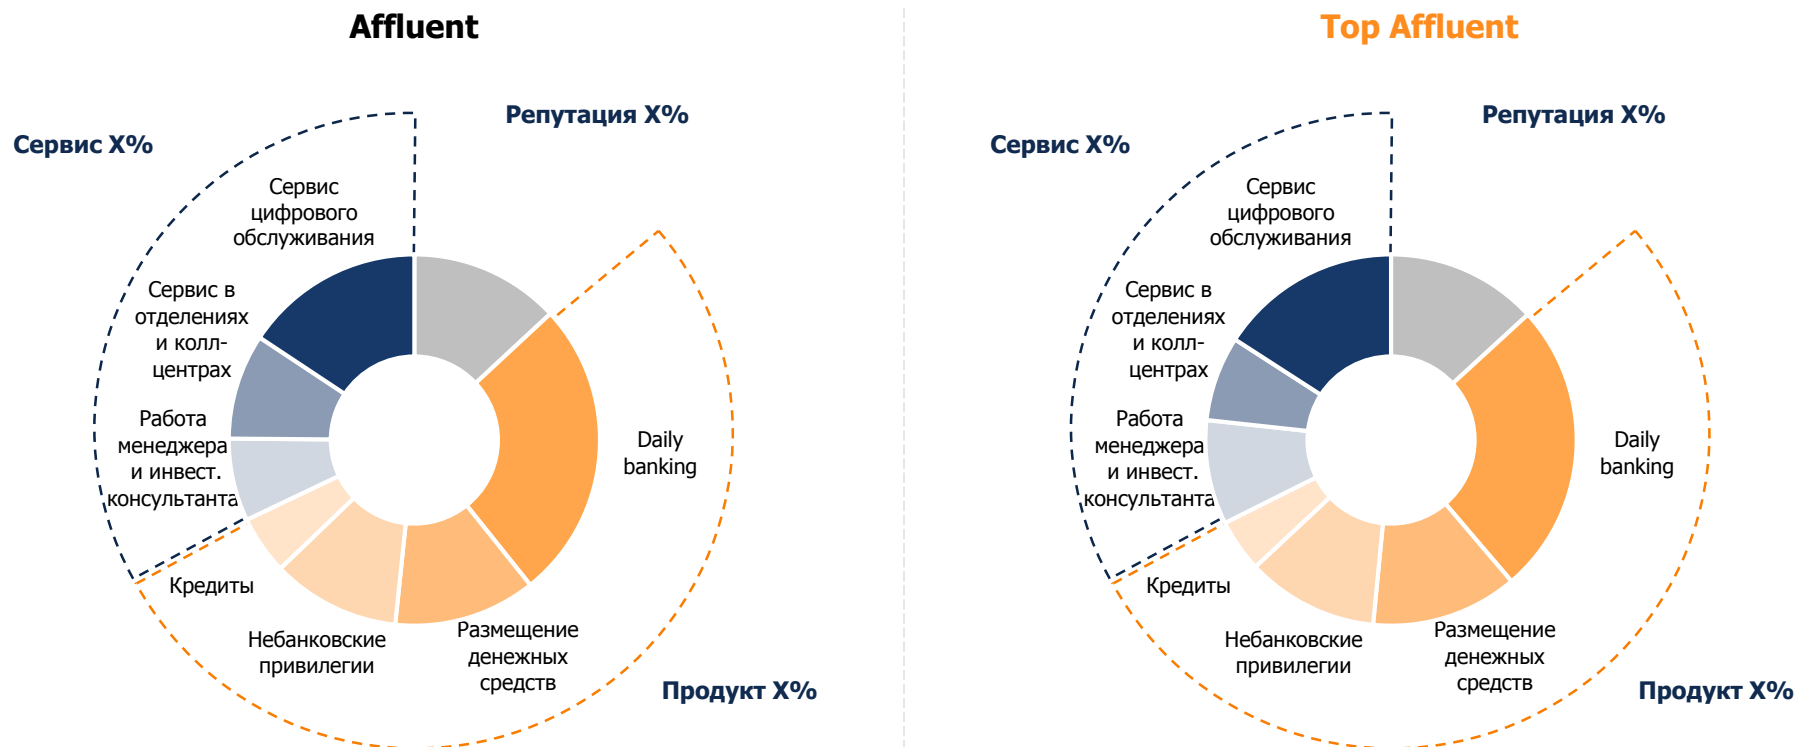 Affluent
Репутация X%
Сервис X%
Сервис
цифрового
обслуживания
Сервис в
отделениях
и колл-
центрах
Работа
менеджера
и инвест.
консультанта
Daily
banking
Кредиты
Небанковские
привилегии
Размещение
денежных
средств
Продукт X%
Top Affluent
Репутация X%
Сервис X%
Сервис
цифрового
обслуживания
Сервис в
отделениях
и колл-
центрах
Работа
менеджера
и инвест.
консультанта
Daily
banking
Кредиты
Небанковские
привилегии
Размещение
денежных
средств
Продукт X%